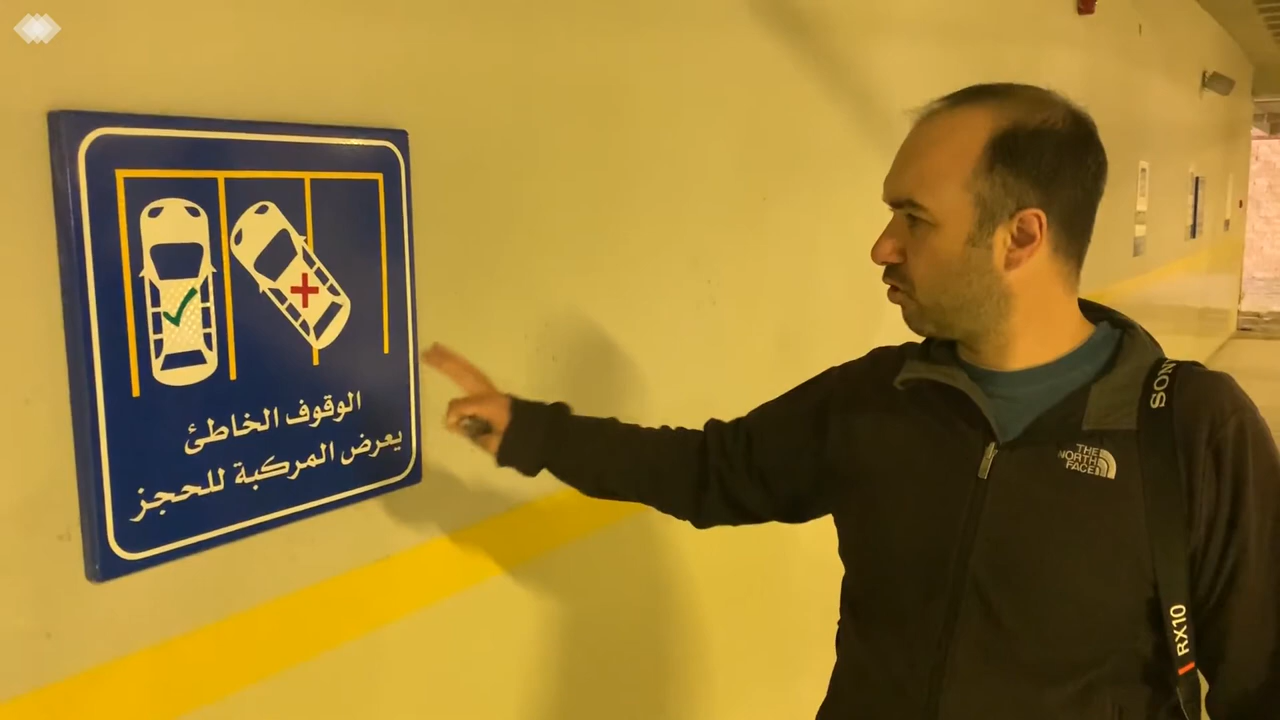 الوقوف الخاطئ
يعرض المركبة للحجز
THE
NORTH
FACE
SONY
RX10